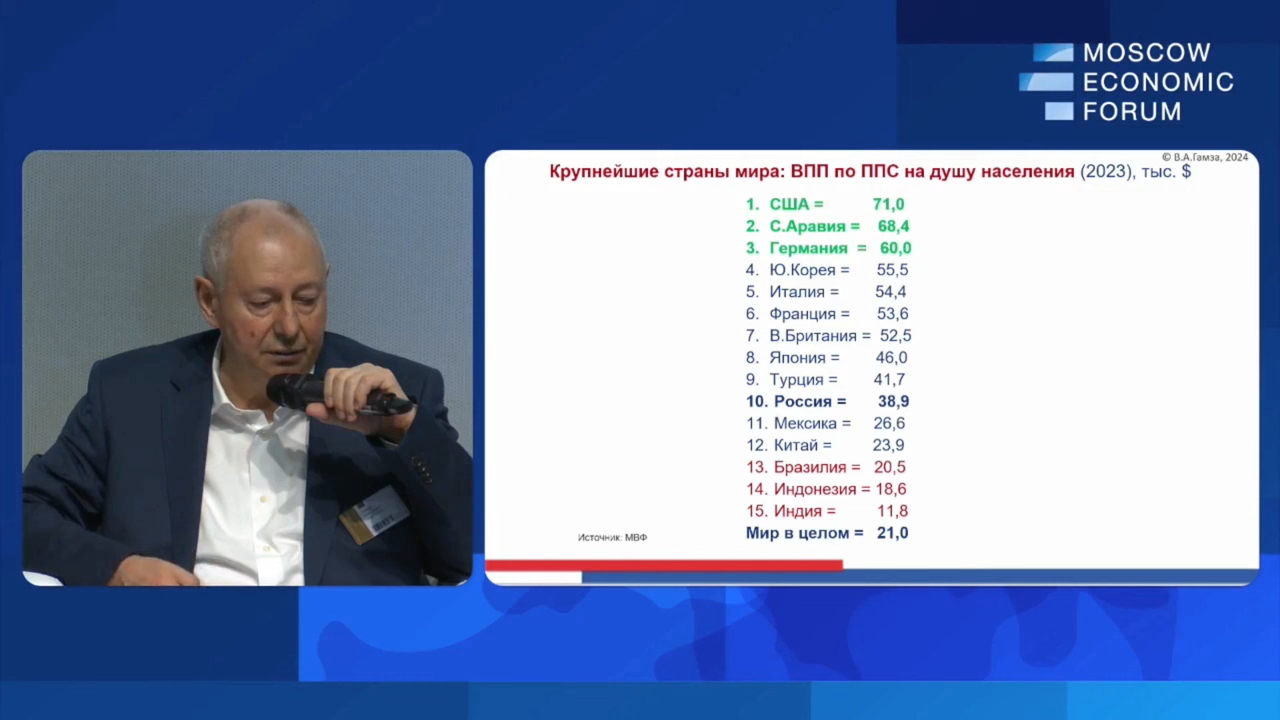 MOSCOW
ECONOMIC
FORUM
© В.А.Гамза, 2024
Крупнейшие страны мира: ВПП по ППС на душу населения (2023), тыс. $
1. США = 71,0
2. С.Аравия = 68,4
3. Германия = 60,0
4. Ю.Корея = 55,5
5. Италия = 54,4
6. Франция = 53,6
7. В.Британия = 52,5
8. Япония = 46,0
9. Турция = 41,7
10. Россия = 38,9
11. Мексика = 26,6
12. Китай = 23,9
13. Бразилия = 20,5
14. Индонезия = 18,6
15. Индия = 11,8
Мир в целом = 21,0
Источник: МВФ